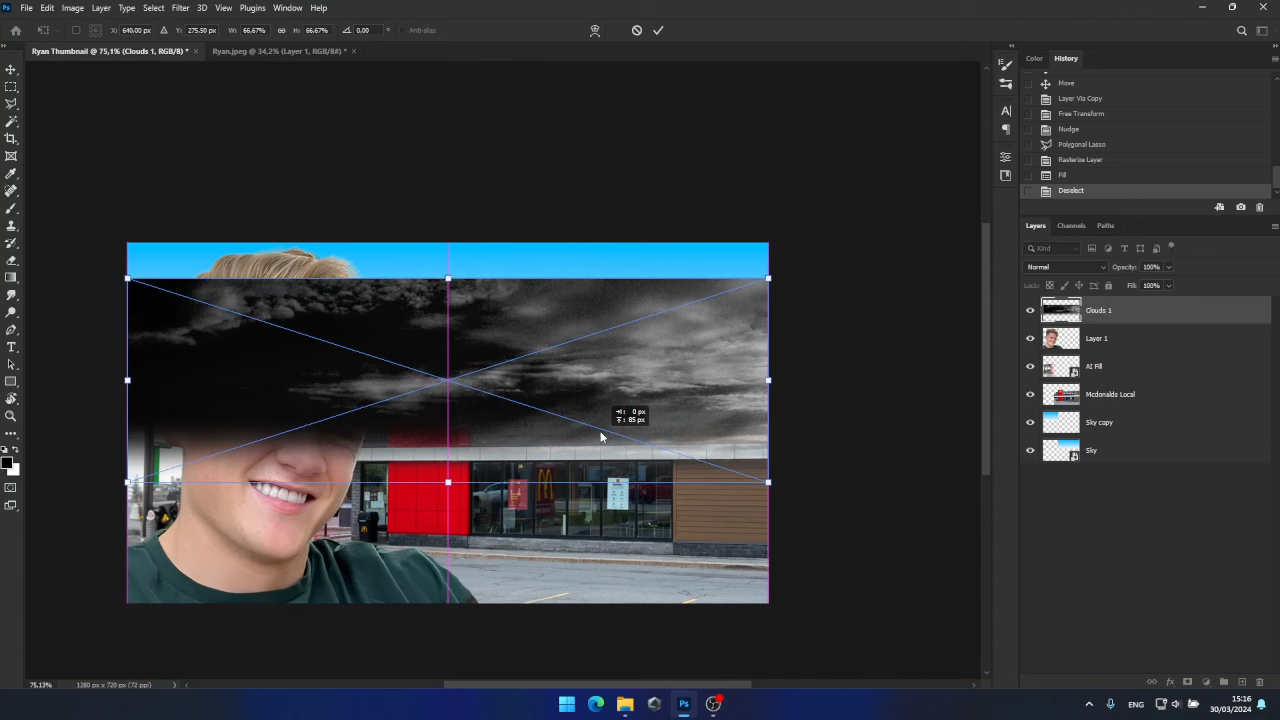 Ps File Edit Image Layer Type Select Filter 3D View Plugins Window Help
X: 640.00 px Y: 275.50 px W: 66.67% H: 66.67% 0.00 ° Anti-alias
Ryan Thumbnail @ 75,1% (Clouds 1, RGB/8) * × Ryan.jpeg @ 34,2% (Layer 1, RGB/8#) * ×
Color History
Move
Layer Via Copy
Free Transform
Nudge
Polygonal Lasso
Rasterize Layer
Fill
Deselect
Layers Channels Paths
Kind
Normal Opacity: 100%
Lock: Fill: 100%
Clouds 1
Layer 1
AI Fill
Mcdonalds Local
Sky copy
Sky
: 0 px
: 85 px
75.13% 1280 px x 720 px (72 ppi)
Ps ENG 15:16
30/03/2024